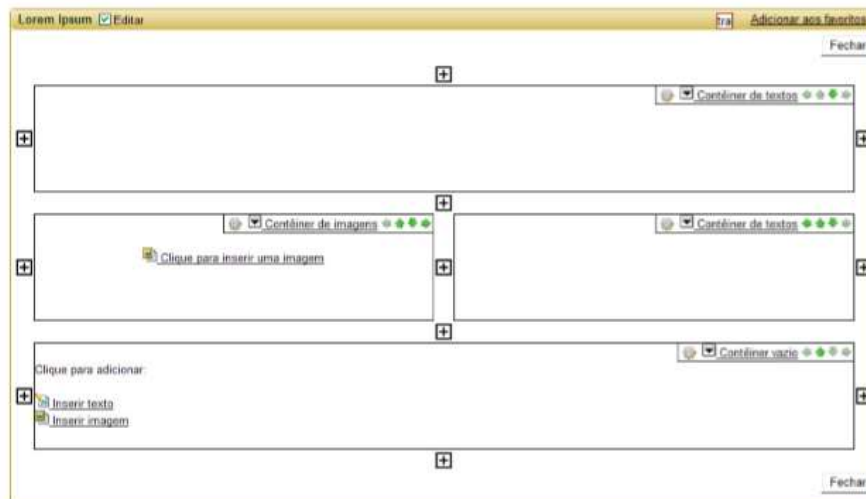 Lorem Ipsum Editar tra Adicionar aos favoritos
Fechar
Contêiner de textos
Contêiner de imagens Contêiner de textos
Clique para inserir uma imagem
Contêiner vazio
Clique para adicionar:
Inserir texto
Inserir imagem
Fechar